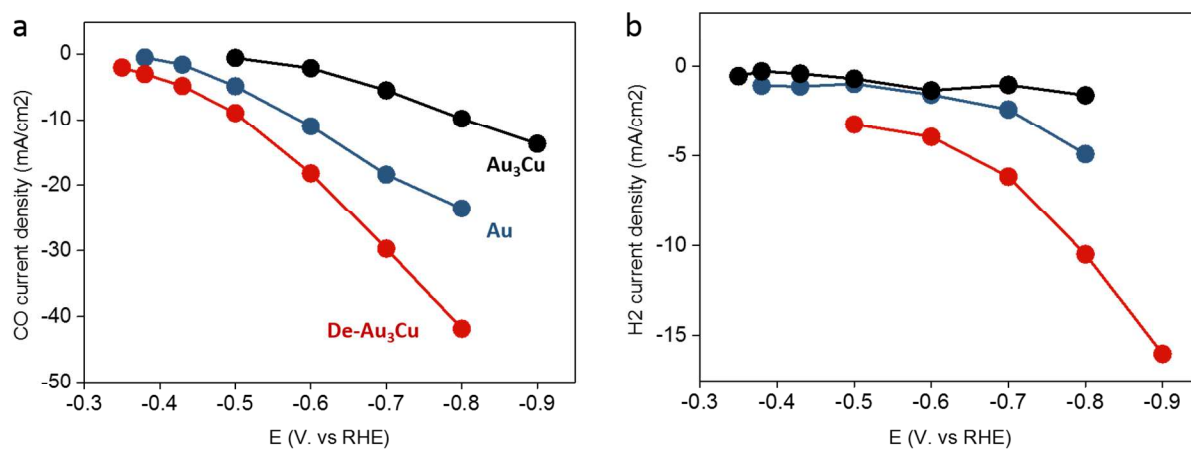 a
0
-10
-20
-30
-40
-50
CO current density (mA/cm2)
Au₃Cu
Au
De-Au₃Cu
-0.3 -0.4 -0.5 -0.6 -0.7 -0.8 -0.9
E (V. vs RHE)
b
0
-5
-10
-15
H2 current density (mA/cm2)
-0.3 -0.4 -0.5 -0.6 -0.7 -0.8 -0.9
E (V. vs RHE)